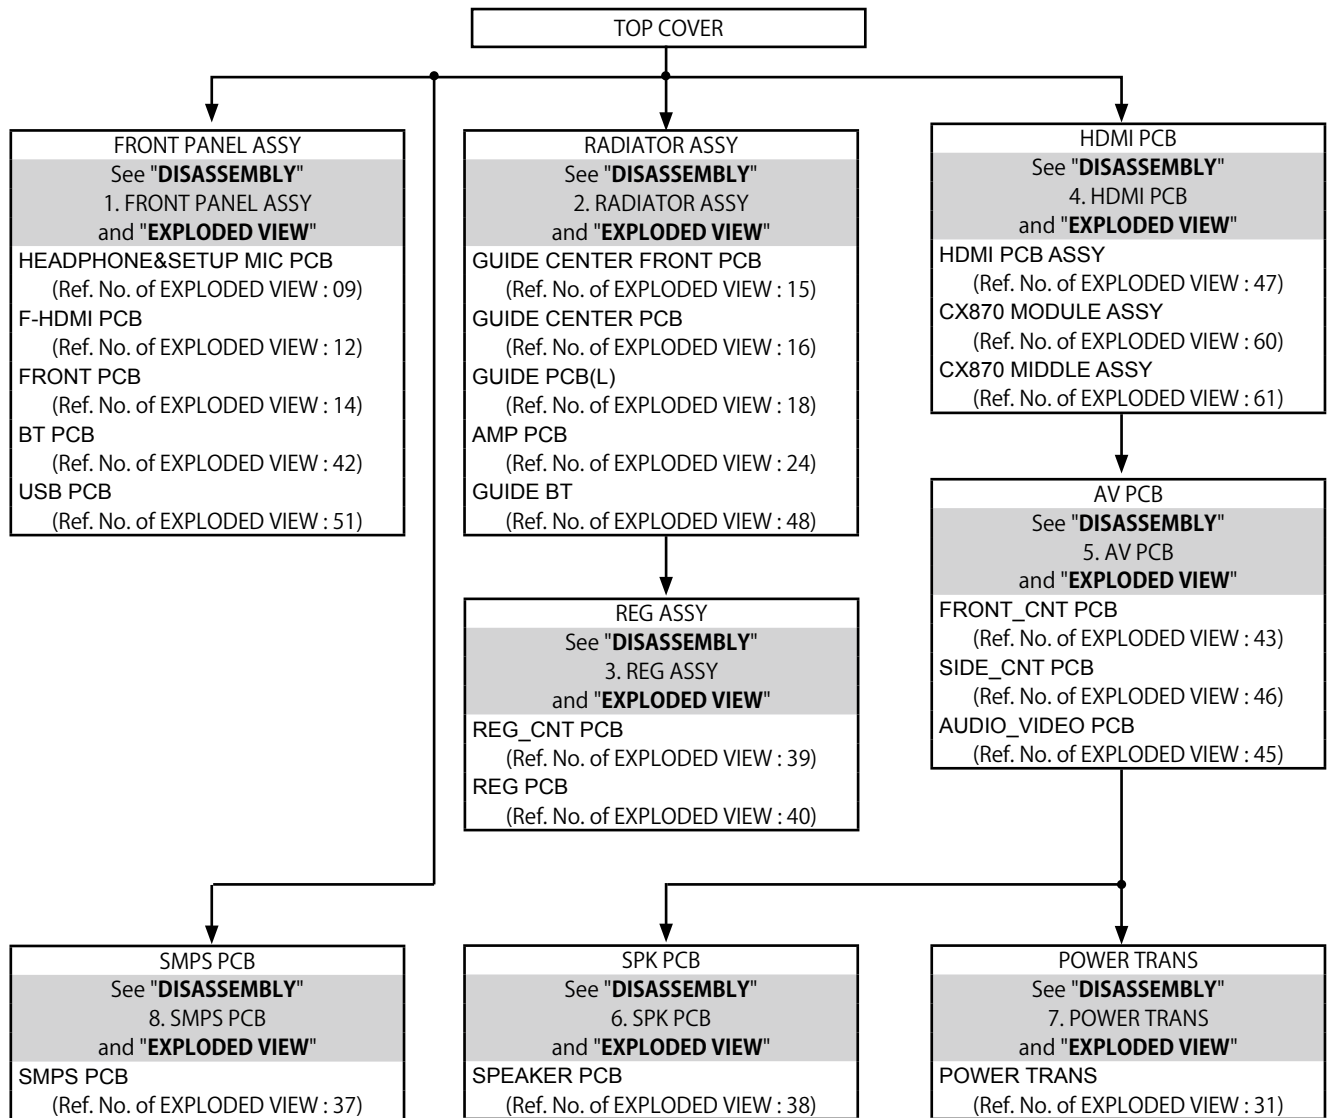 TOP COVER
FRONT PANEL ASSY
See "DISASSEMBLY"
1. FRONT PANEL ASSY
and "EXPLODED VIEW"
HEADPHONE&SETUP MIC PCB
(Ref. No. of EXPLODED VIEW : 09)
F-HDMI PCB
(Ref. No. of EXPLODED VIEW : 12)
FRONT PCB
(Ref. No. of EXPLODED VIEW : 14)
BT PCB
(Ref. No. of EXPLODED VIEW : 42)
USB PCB
(Ref. No. of EXPLODED VIEW : 51)
RADIATOR ASSY
See "DISASSEMBLY"
2. RADIATOR ASSY
and "EXPLODED VIEW"
GUIDE CENTER FRONT PCB
(Ref. No. of EXPLODED VIEW : 15)
GUIDE CENTER PCB
(Ref. No. of EXPLODED VIEW : 16)
GUIDE PCB(L)
(Ref. No. of EXPLODED VIEW : 18)
AMP PCB
(Ref. No. of EXPLODED VIEW : 24)
GUIDE BT
(Ref. No. of EXPLODED VIEW : 48)
REG ASSY
See "DISASSEMBLY"
3. REG ASSY
and "EXPLODED VIEW"
REG_CNT PCB
(Ref. No. of EXPLODED VIEW : 39)
REG PCB
(Ref. No. of EXPLODED VIEW : 40)
HDMI PCB
See "DISASSEMBLY"
4. HDMI PCB
and "EXPLODED VIEW"
HDMI PCB ASSY
(Ref. No. of EXPLODED VIEW : 47)
CX870 MODULE ASSY
(Ref. No. of EXPLODED VIEW : 60)
CX870 MIDDLE ASSY
(Ref. No. of EXPLODED VIEW : 61)
AV PCB
See "DISASSEMBLY"
5. AV PCB
and "EXPLODED VIEW"
FRONT_CNT PCB
(Ref. No. of EXPLODED VIEW : 43)
SIDE_CNT PCB
(Ref. No. of EXPLODED VIEW : 46)
AUDIO_VIDEO PCB
(Ref. No. of EXPLODED VIEW : 45)
SMPS PCB
See "DISASSEMBLY"
8. SMPS PCB
and "EXPLODED VIEW"
SMPS PCB
(Ref. No. of EXPLODED VIEW : 37)
SPK PCB
See "DISASSEMBLY"
6. SPK PCB
and "EXPLODED VIEW"
SPEAKER PCB
(Ref. No. of EXPLODED VIEW : 38)
POWER TRANS
See "DISASSEMBLY"
7. POWER TRANS
and "EXPLODED VIEW"
POWER TRANS
(Ref. No. of EXPLODED VIEW : 31)